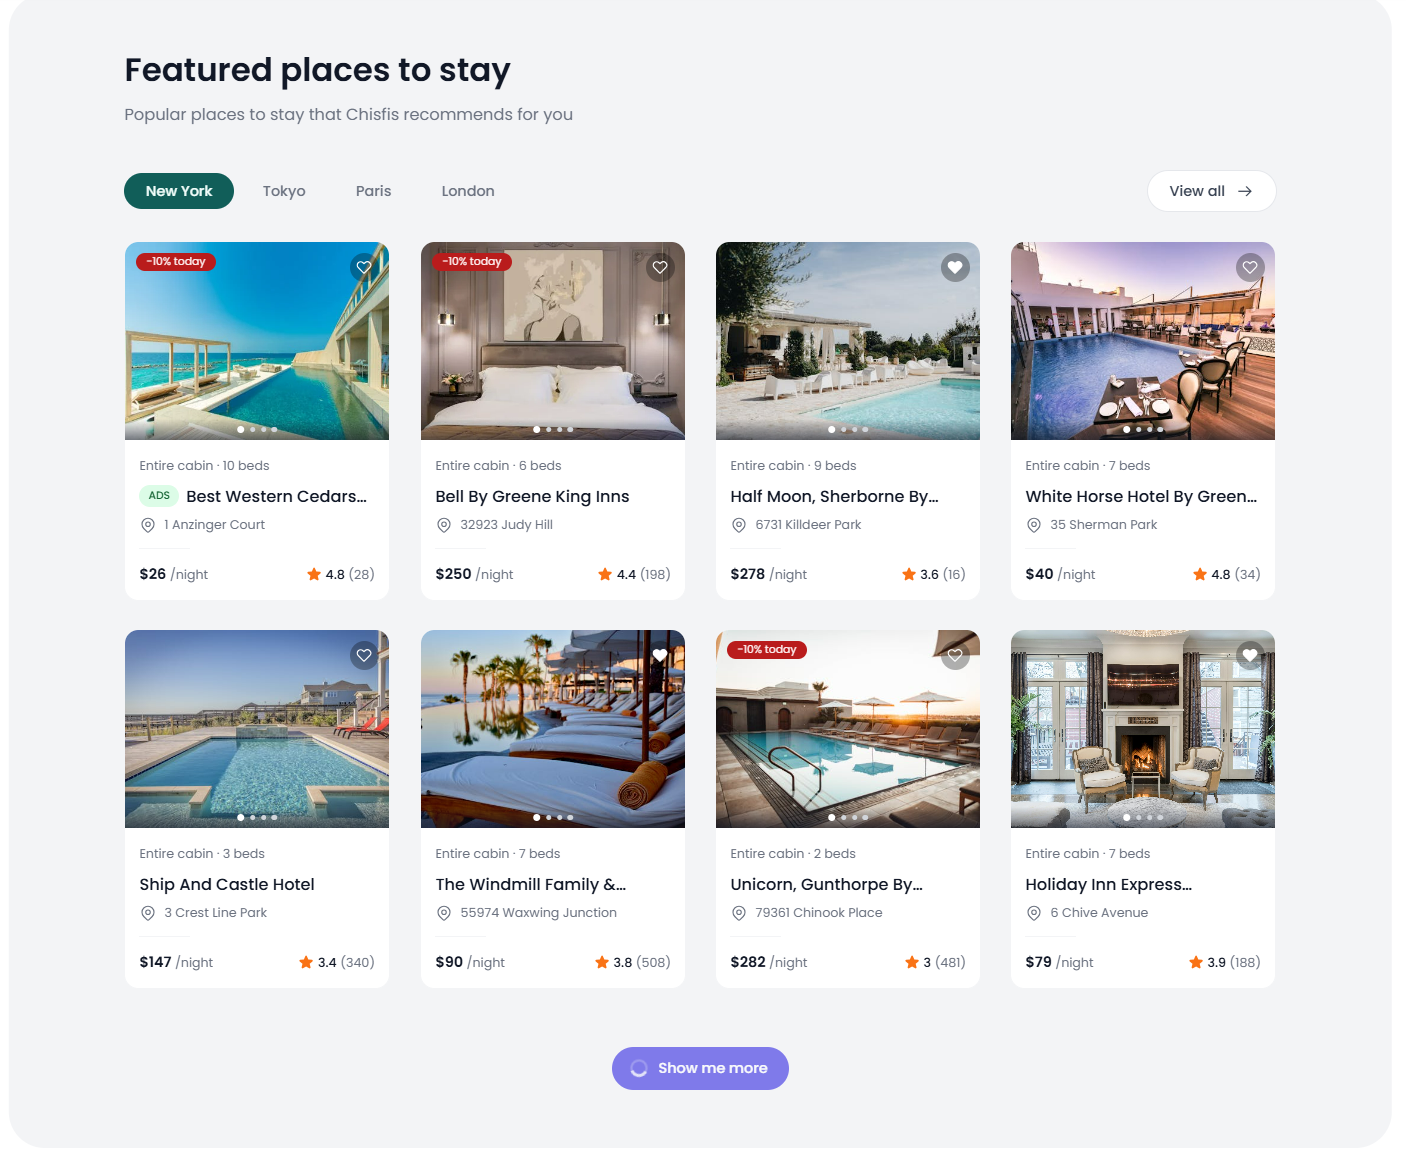 Featured places to stay
Popular places to stay that Chisfis recommends for you
New York
Tokyo
Paris
London
View all
-10% today
-10% today
Entire cabin · 10 beds
ADS Best Western Cedars...
1 Anzinger Court
$26 /night
4.8 (28)
Entire cabin · 6 beds
Bell By Greene King Inns
32923 Judy Hill
$250 /night
4.4 (198)
Entire cabin · 9 beds
Half Moon, Sherborne By...
6731 Killdeer Park
$278 /night
3.6 (16)
Entire cabin · 7 beds
White Horse Hotel By Green...
35 Sherman Park
$40 /night
4.8 (34)
-10% today
Entire cabin · 3 beds
Ship And Castle Hotel
3 Crest Line Park
$147 /night
3.4 (340)
Entire cabin · 7 beds
The Windmill Family &...
55974 Waxwing Junction
$90 /night
3.8 (508)
Entire cabin · 2 beds
Unicorn, Gunthorpe By...
79361 Chinook Place
$282 /night
3 (481)
Entire cabin · 7 beds
Holiday Inn Express...
6 Chive Avenue
$79 /night
3.9 (188)
Show me more